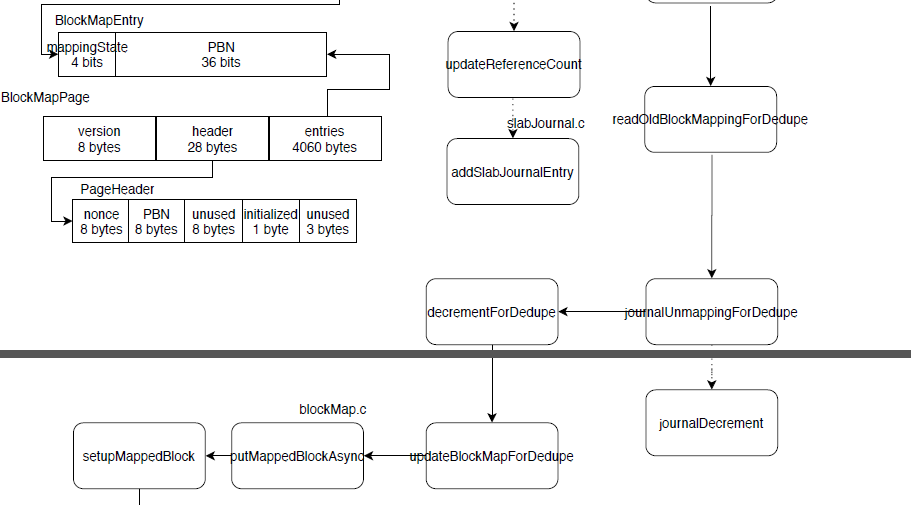 BlockMapEntry
mappingState
4 bits
PBN
36 bits
BlockMapPage
version
8 bytes
header
28 bytes
entries
4060 bytes
PageHeader
nonce
8 bytes
PBN
8 bytes
unused
8 bytes
initialized
1 byte
unused
3 bytes
updateReferenceCount
slabJournal.c
addSlabJournalEntry
readOldBlockMappingForDedupe
decrementForDedupe
journalUnmappingForDedupe
blockMap.c
setupMappedBlock
putMappedBlockAsync
updateBlockMapForDedupe
journalDecrement